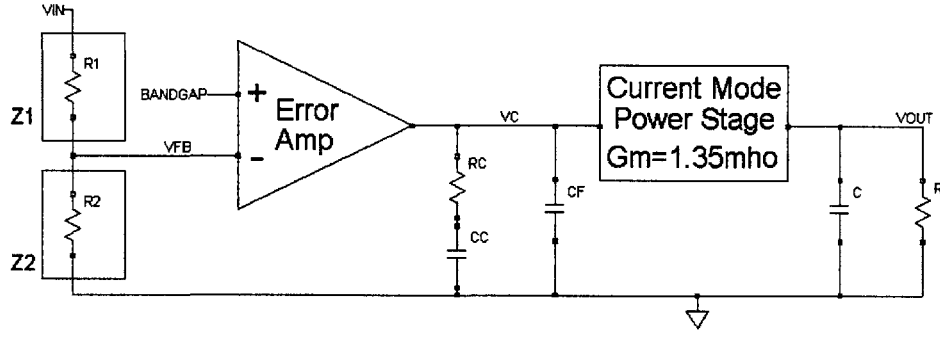 VIN
R1
Z1
BANDGAP
+
Error
Amp
-
VFB
R2
Z2
VC
RC
CC
CF
Current Mode
Power Stage
Gm=1.35mho
VOUT
C
R